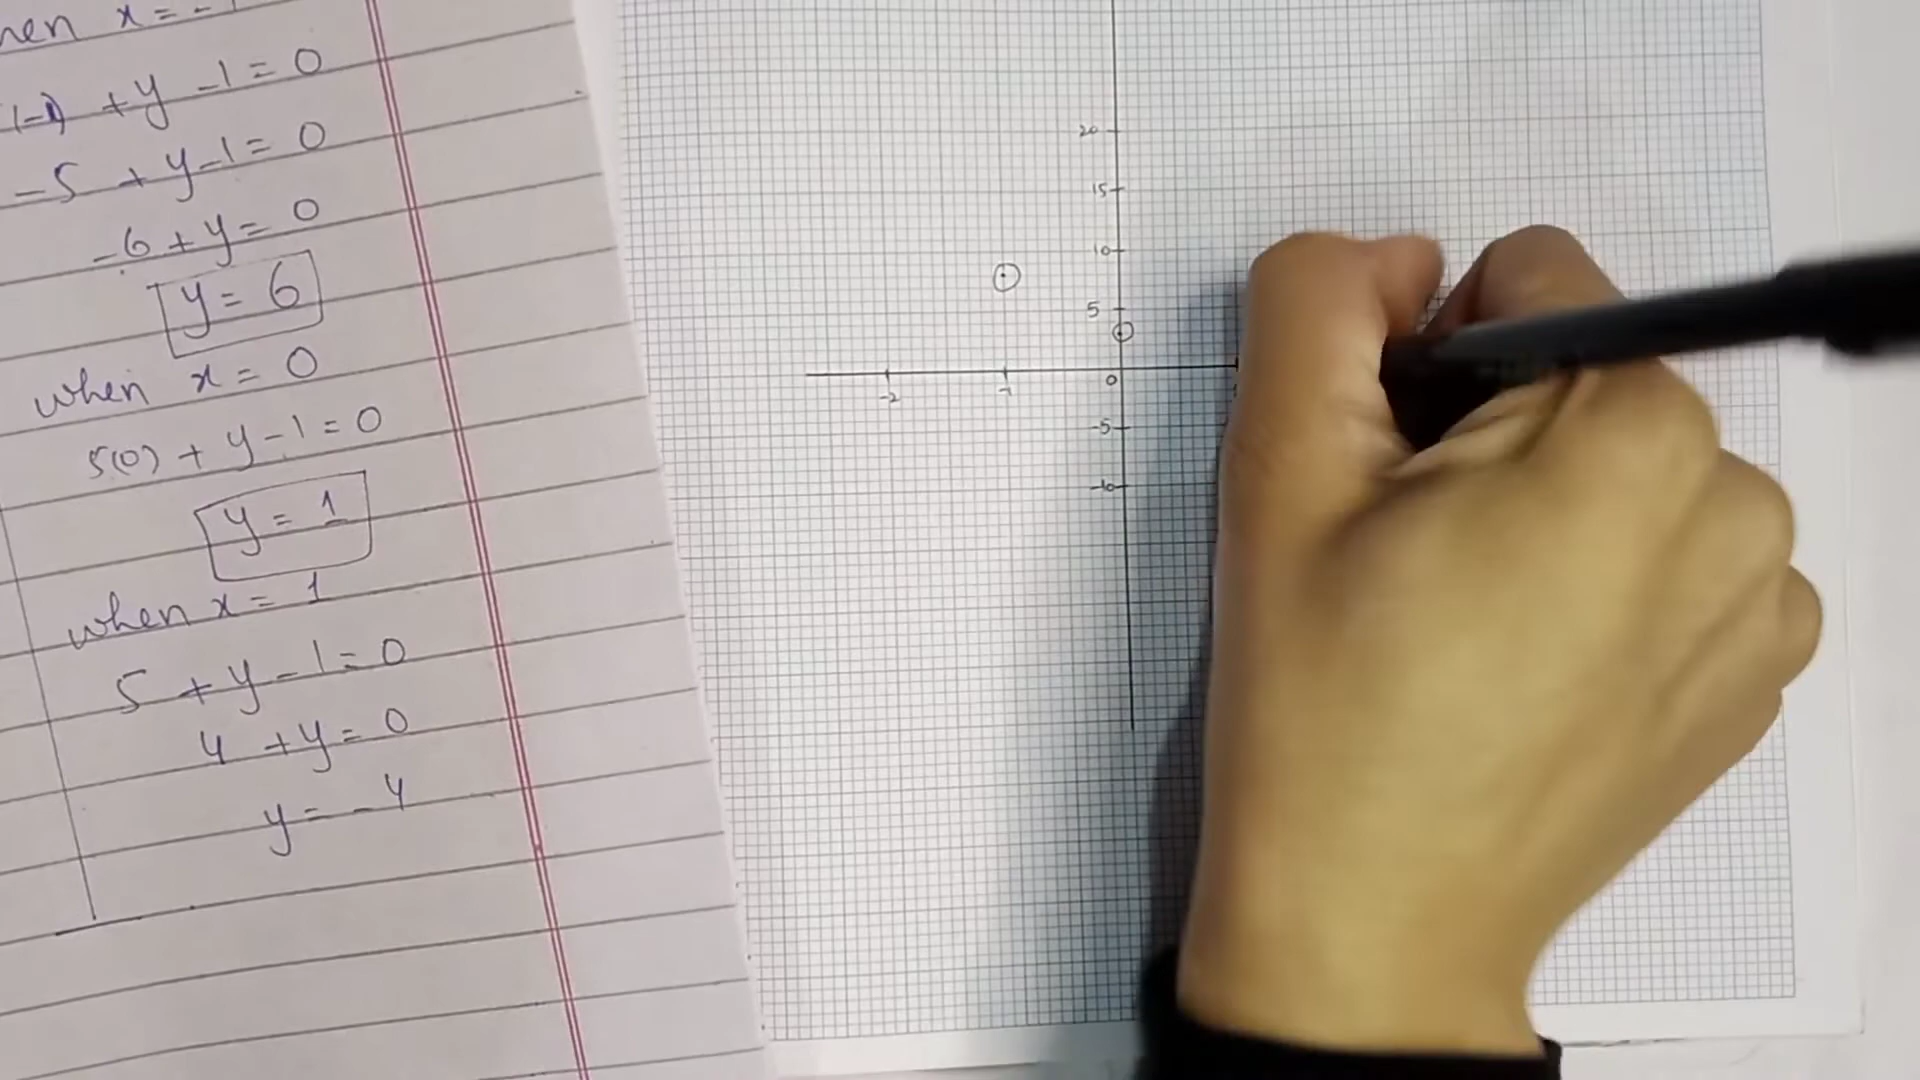 when x = -1
(-1) + y - 1 = 0
-5 + y - 1 = 0
-6 + y = 0
y = 6
when x = 0
5(0) + y - 1 = 0
y = 1
when x = 1
5 + y - 1 = 0
4 + y = 0
y = -4
20
15
10
5
-2 -1 0
-5
-10